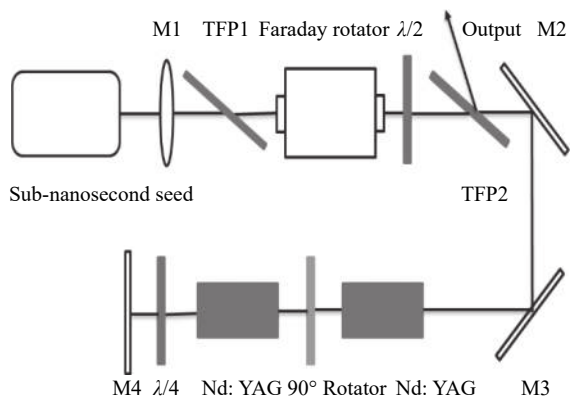 M1 TFP1 Faraday rotator λ/2 Output M2
Sub-nanosecond seed TFP2
M4 λ/4 Nd: YAG 90° Rotator Nd: YAG M3